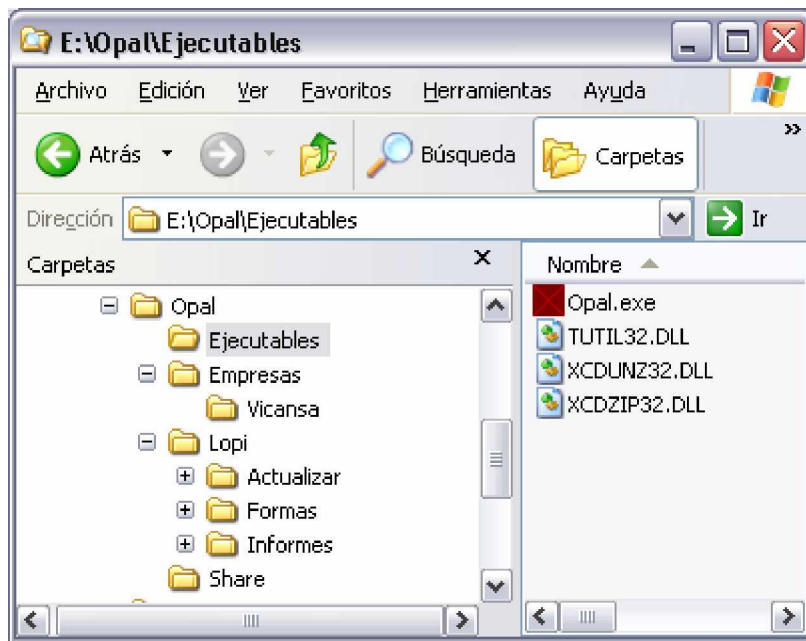 E:\Opal\Ejecutables
Archivo Edición Ver Favoritos Herramientas Ayuda
Atrás Búsqueda Carpetas »
Dirección E:\Opal\Ejecutables Ir
Carpetas
Opal
Ejecutables
Empresas
Vicansa
Lopi
Actualizar
Formas
Informes
Share
Nombre
Opal.exe
TUTIL32.DLL
XCDUNZ32.DLL
XCDZIP32.DLL